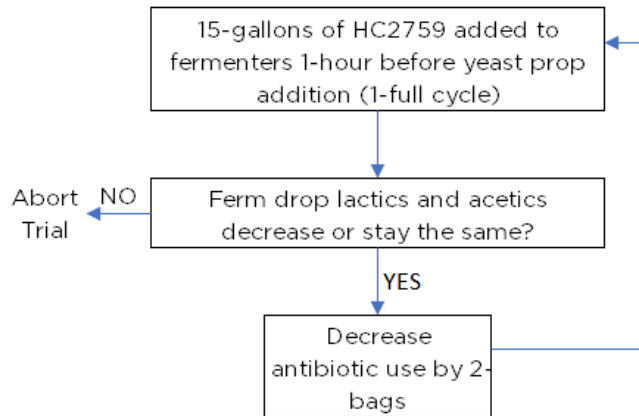 15-gallons of HC2759 added to
fermenters 1-hour before yeast prop
addition (1-full cycle)
Ferm drop lactics and acetics
decrease or stay the same?
NO
Abort
Trial
YES
Decrease
antibiotic use by 2-
bags